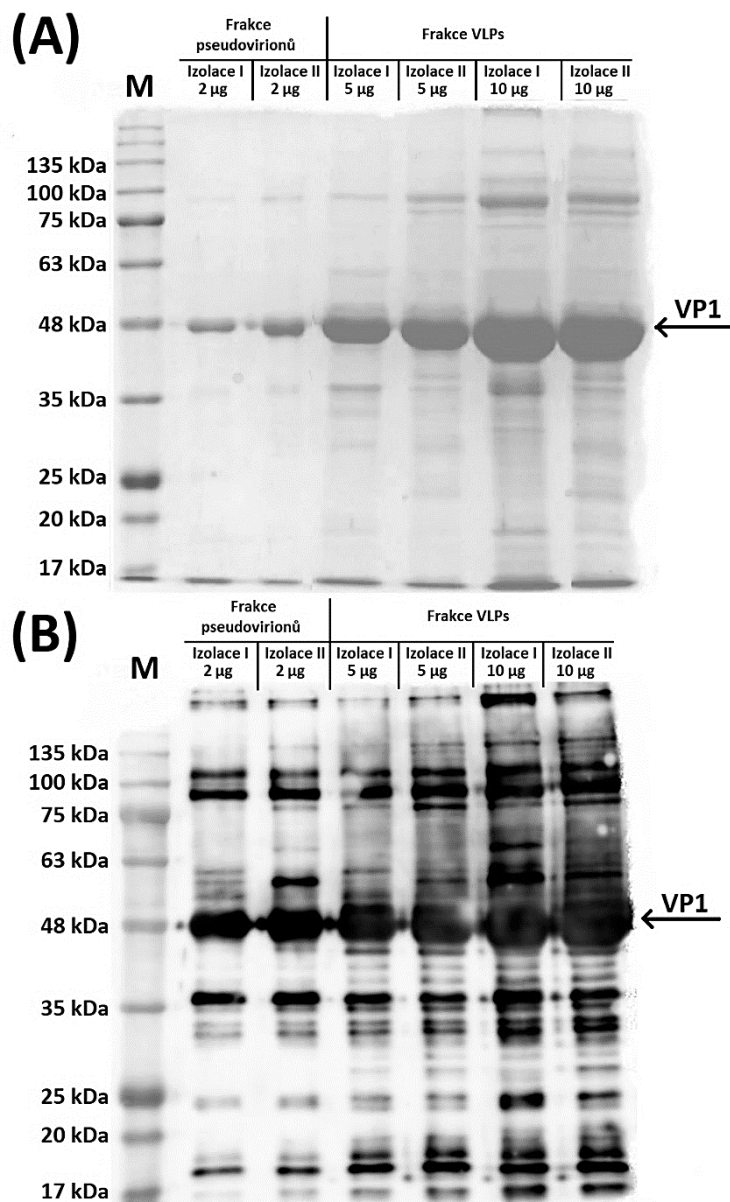 (A)
Frakce
pseudovirionů
Frakce VLPs
M
Izolace I
2 µg
Izolace II
2 µg
Izolace I
5 µg
Izolace II
5 µg
Izolace I
10 µg
Izolace II
10 µg
135 kDa
100 kDa
75 kDa
63 kDa
48 kDa
VP1
35 kDa
25 kDa
20 kDa
17 kDa
(B)
Frakce
pseudovirionů
Frakce VLPs
M
Izolace I
2 µg
Izolace II
2 µg
Izolace I
5 µg
Izolace II
5 µg
Izolace I
10 µg
Izolace II
10 µg
135 kDa
100 kDa
75 kDa
63 kDa
48 kDa
VP1
35 kDa
25 kDa
20 kDa
17 kDa